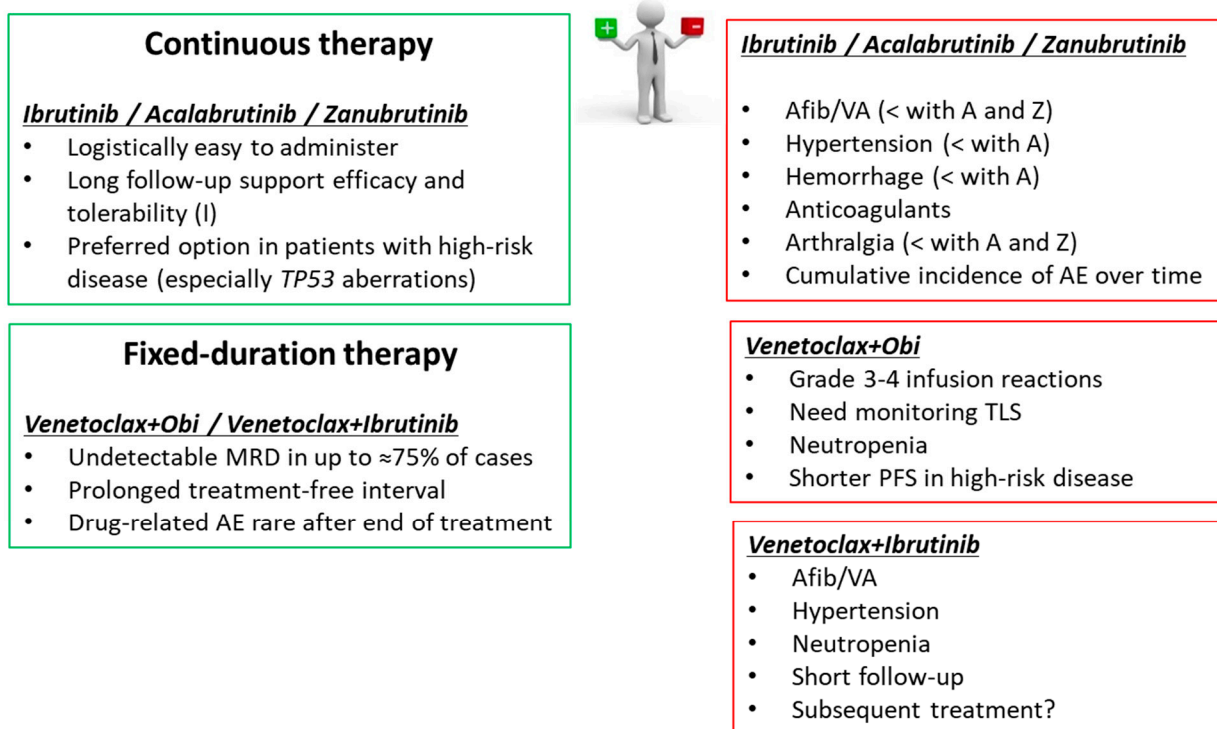 Continuous therapy
Ibrutinib / Acalabrutinib / Zanubrutinib
• Logistically easy to administer
• Long follow-up support efficacy and
tolerability (I)
• Preferred option in patients with high-risk
disease (especially TP53 aberrations)
Fixed-duration therapy
Venetoclax+Obi / Venetoclax+Ibrutinib
• Undetectable MRD in up to ≈75% of cases
• Prolonged treatment-free interval
• Drug-related AE rare after end of treatment
+ -
Ibrutinib / Acalabrutinib / Zanubrutinib
• Afib/VA (< with A and Z)
• Hypertension (< with A)
• Hemorrhage (< with A)
• Anticoagulants
• Arthralgia (< with A and Z)
• Cumulative incidence of AE over time
Venetoclax+Obi
• Grade 3-4 infusion reactions
• Need monitoring TLS
• Neutropenia
• Shorter PFS in high-risk disease
Venetoclax+Ibrutinib
• Afib/VA
• Hypertension
• Neutropenia
• Short follow-up
• Subsequent treatment?